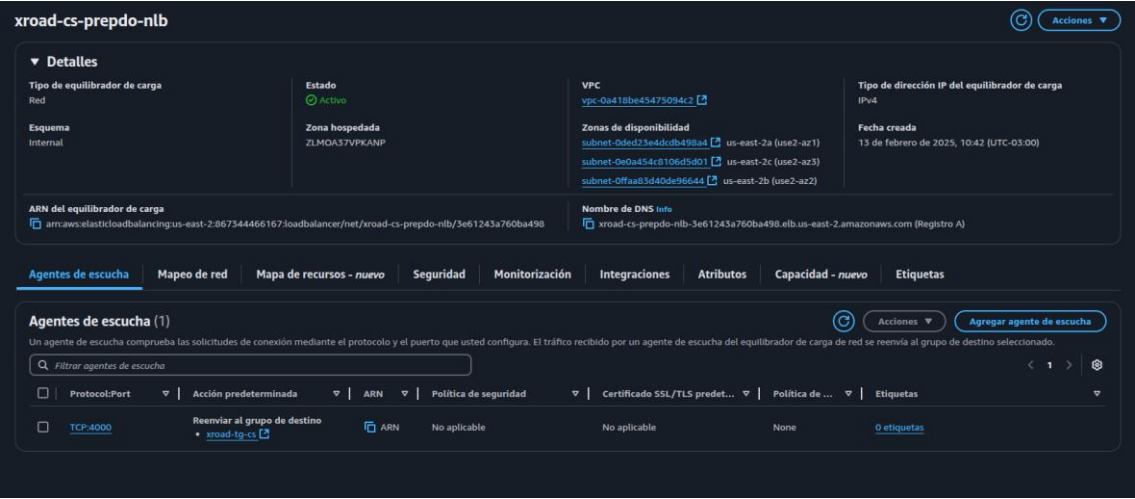 xroad-cs-prepdo-nlb
Acciones
Detalles
Tipo de equilibrador de carga
Red
Estado
Activo
VPC
vpc-0a418be45475094c2
Tipo de dirección IP del equilibrador de carga
IPv4
Esquema
Internal
Zona hospedada
ZLMOA37VPKANP
Zonas de disponibilidad
subnet-0ded23e4dcdb498a4 us-east-2a (use2-az1)
subnet-0e0a454c8106d5d01 us-east-2c (use2-az3)
subnet-0ffaa83d40de96644 us-east-2b (use2-az2)
Fecha creada
13 de febrero de 2025, 10:42 (UTC-03:00)
ARN del equilibrador de carga
arn:aws:elasticloadbalancing:us-east-2:867344466167:loadbalancer/net/xroad-cs-prepdo-nlb/3e61243a760ba498
Nombre de DNS Info
xroad-cs-prepdo-nlb-3e61243a760ba498.elb.us-east-2.amazonaws.com (Registro A)
Agentes de escucha Mapeo de red Mapa de recursos - nuevo Seguridad Monitorización Integraciones Atributos Capacidad - nuevo Etiquetas
Agentes de escucha (1)
Acciones
Agregar agente de escucha
Un agente de escucha comprueba las solicitudes de conexión mediante el protocolo y el puerto que usted configura. El tráfico recibido por un agente de escucha del equilibrador de carga de red se reenvía al grupo de destino seleccionado.
Filtrar agentes de escucha
1
Protocol:Port Acción predeterminada ARN Política de seguridad Certificado SSL/TLS predet... Política de ... Etiquetas
TCP:4000
Reenviar al grupo de destino
• xroad-tg-cs
ARN
No aplicable
No aplicable
None
0 etiquetas